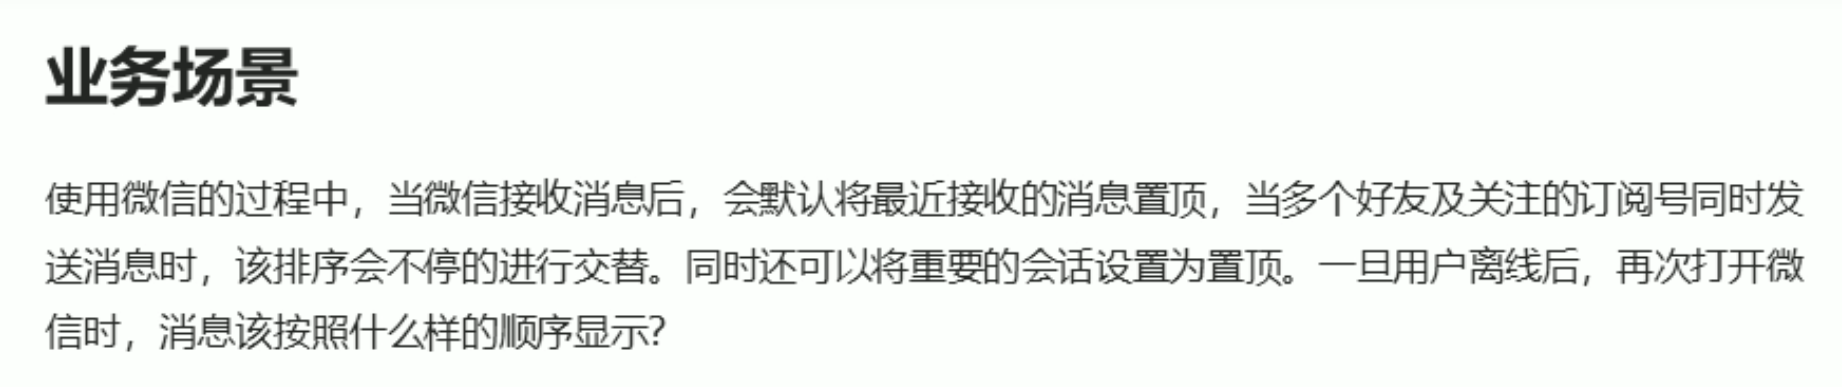 业务场景
使用微信的过程中，当微信接收消息后，会默认将最近接收的消息置顶，当多个好友及关注的订阅号同时发
送消息时，该排序会不停的进行交替。同时还可以将重要的会话设置为置顶。一旦用户离线后，再次打开微
信时，消息该按照什么样的顺序显示?